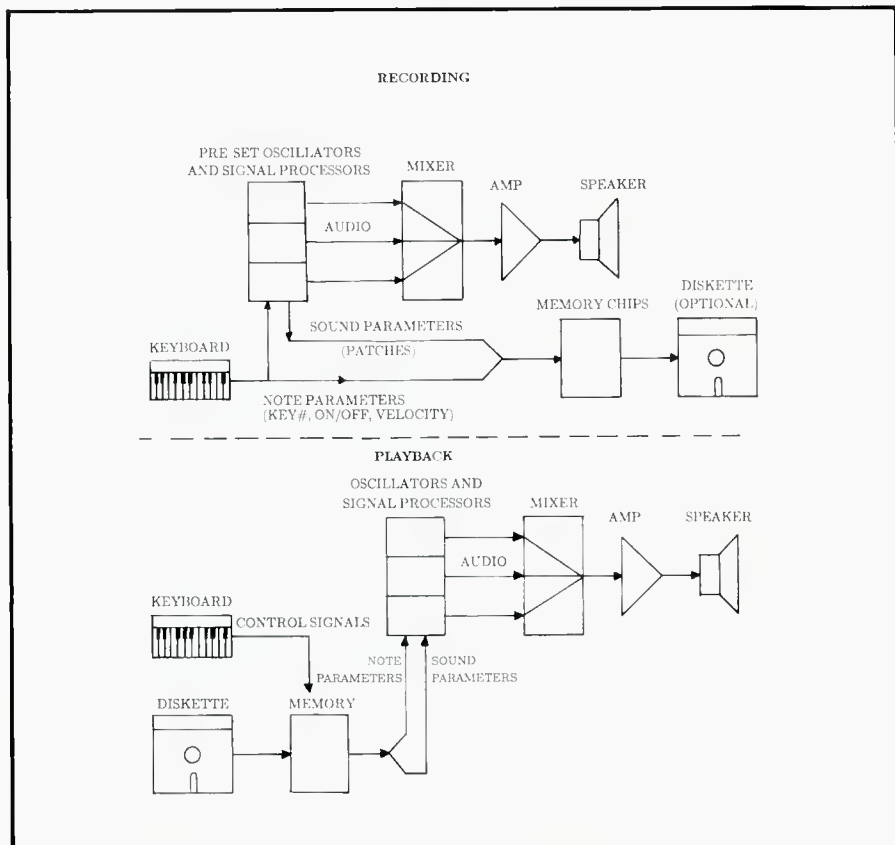 RECORDING
PRE SET OSCILLATORS
AND SIGNAL PROCESSORS
MIXER
AMP
SPEAKER
AUDIO
DISKETTE
(OPTIONAL)
MEMORY CHIPS
SOUND PARAMETERS
(PATCHES)
KEYBOARD
NOTE PARAMETERS
(KEY#, ON/OFF, VELOCITY)
PLAYBACK
OSCILLATORS AND
SIGNAL PROCESSORS
MIXER
AMP
SPEAKER
AUDIO
KEYBOARD
CONTROL SIGNALS
NOTE
PARAMETERS
SOUND
PARAMETERS
DISKETTE
MEMORY